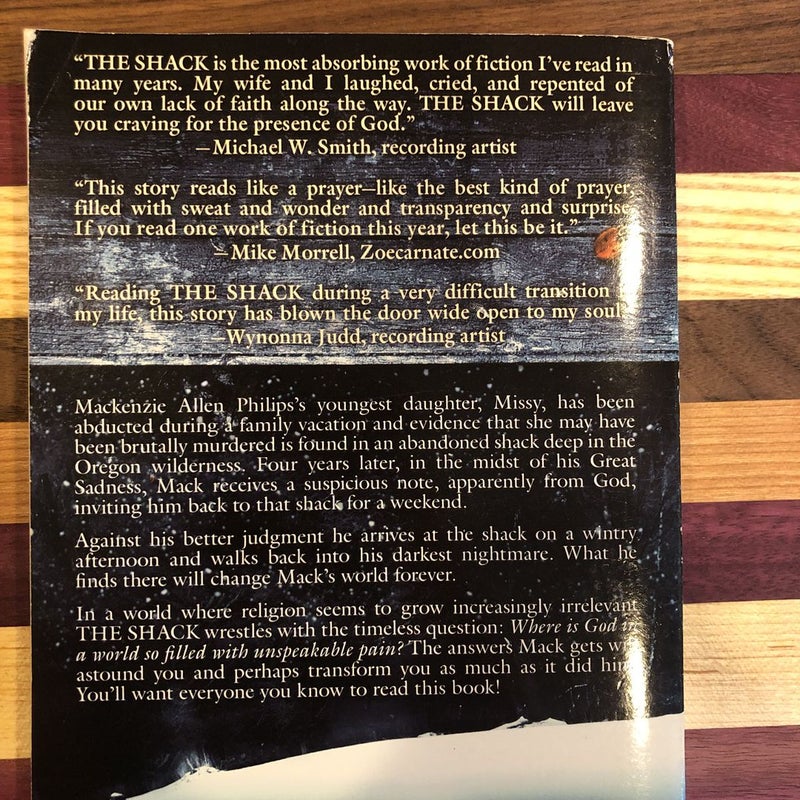 “THE SHACK is the most absorbing work of fiction I’ve read in
many years. My wife and I laughed, cried, and repented of
our own lack of faith along the way. THE SHACK will leave
you craving for the presence of God.”
—Michael W. Smith, recording artist
“This story reads like a prayer—like the best kind of prayer,
filled with sweat and wonder and transparency and surprise.
If you read one work of fiction this year, let this be it.”
—Mike Morrell, Zoecarnate.com
“Reading THE SHACK during a very difficult transition
my life, this story has blown the door wide open to my soul.”
—Wynonna Judd, recording artist
Mackenzie Allen Philips’s youngest daughter, Missy, has been
abducted during a family vacation and evidence that she may have
been brutally murdered is found in an abandoned shack deep in the
Oregon wilderness. Four years later, in the midst of his Great
Sadness, Mack receives a suspicious note, apparently from God,
inviting him back to that shack for a weekend.
Against his better judgment he arrives at the shack on a wintry
afternoon and walks back into his darkest nightmare. What he
finds there will change Mack’s world forever.
In a world where religion seems to grow increasingly irrelevant
THE SHACK wrestles with the timeless question: Where is God in
a world so filled with unspeakable pain? The answers Mack gets
astound you and perhaps transform you as much as it did him.
You’ll want everyone you know to read this book!